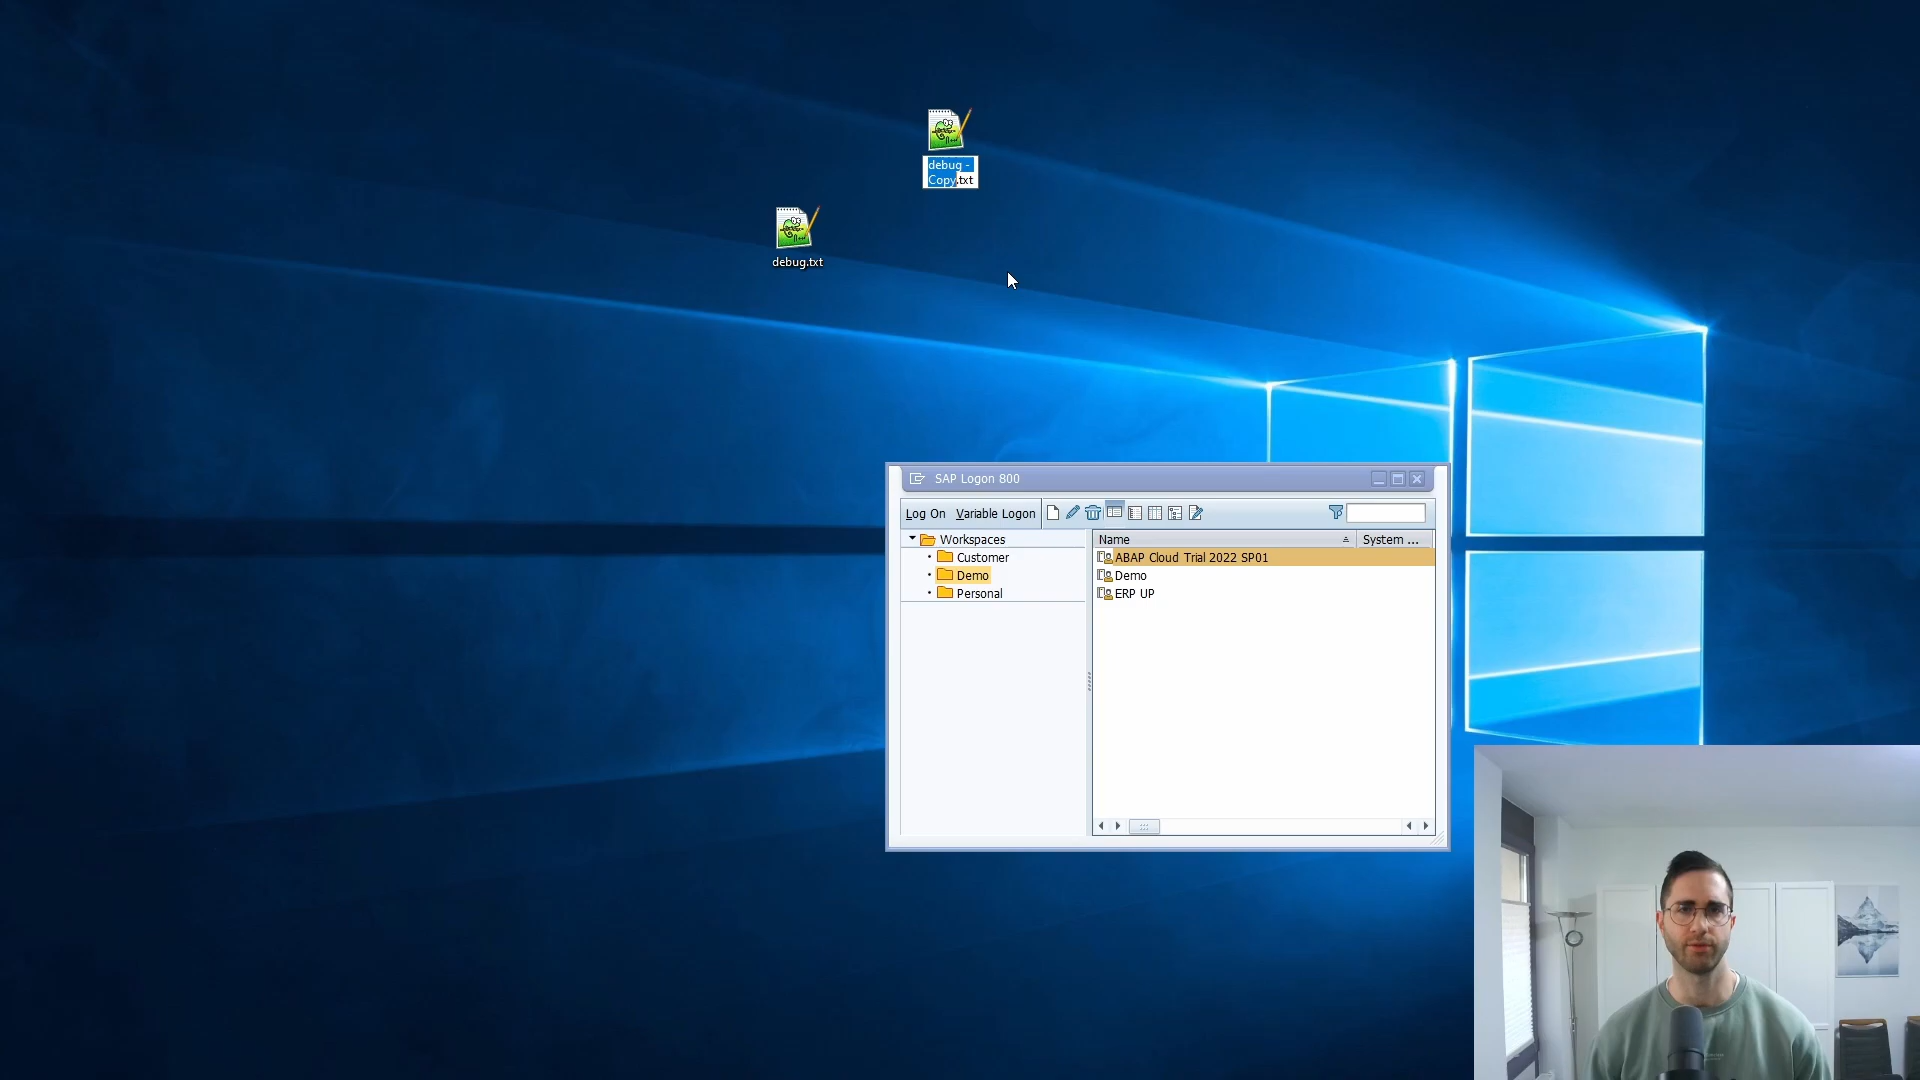 debug -
Copy.txt
debug.txt
SAP Logon 800
Log On Variable Logon
Workspaces
Customer
Demo
Personal
Name System ...
ABAP Cloud Trial 2022 SP01
Demo
ERP UP